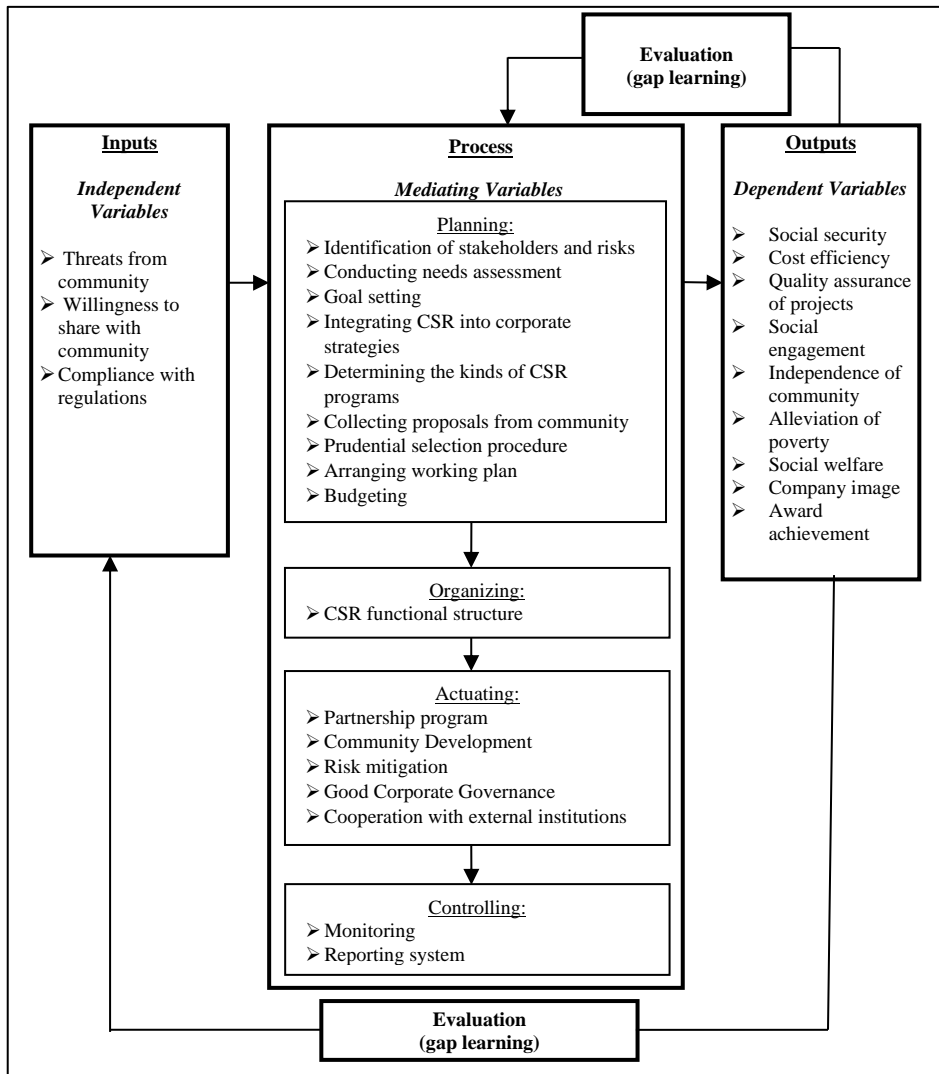 Evaluation
(gap learning)
Inputs
Independent
Variables
➢ Threats from
community
➢ Willingness to
share with
community
➢ Compliance with
regulations
Process
Mediating Variables
Planning:
➢ Identification of stakeholders and risks
➢ Conducting needs assessment
➢ Goal setting
➢ Integrating CSR into corporate
strategies
➢ Determining the kinds of CSR
programs
➢ Collecting proposals from community
➢ Prudential selection procedure
➢ Arranging working plan
➢ Budgeting
Organizing:
➢ CSR functional structure
Actuating:
➢ Partnership program
➢ Community Development
➢ Risk mitigation
➢ Good Corporate Governance
➢ Cooperation with external institutions
Controlling:
➢ Monitoring
➢ Reporting system
Outputs
Dependent Variables
➢ Social security
➢ Cost efficiency
➢ Quality assurance
of projects
➢ Social
engagement
➢ Independence of
community
➢ Alleviation of
poverty
➢ Social welfare
➢ Company image
➢ Award
achievement
Evaluation
(gap learning)